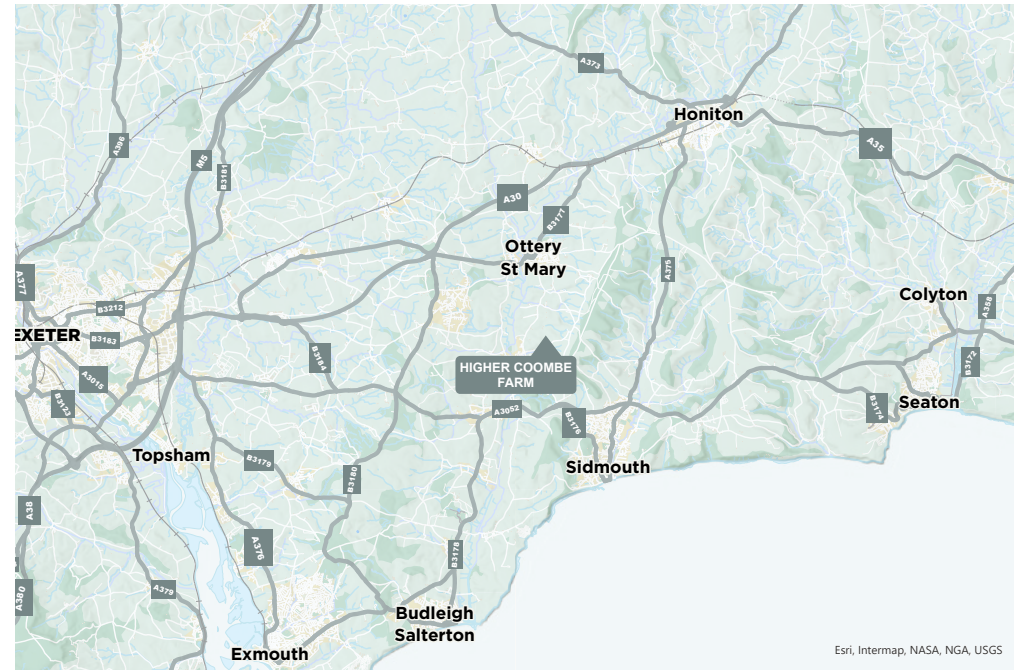 A373
Honiton
A396
A35
M5
B3181
A30
B3177
Ottery
St Mary
A375
A377
Colyton
A358
B3212
EXETER
B3183
B3184
HIGHER COOMBE
FARM
B3172
A3015
B3123
A3052
B3176
B3174
Seaton
Topsham
B3179
Sidmouth
B3180
A38
A376
B3178
A379
A380
Budleigh
Salterton
Exmouth
Esri, Intermap, NASA, NGA, USGS